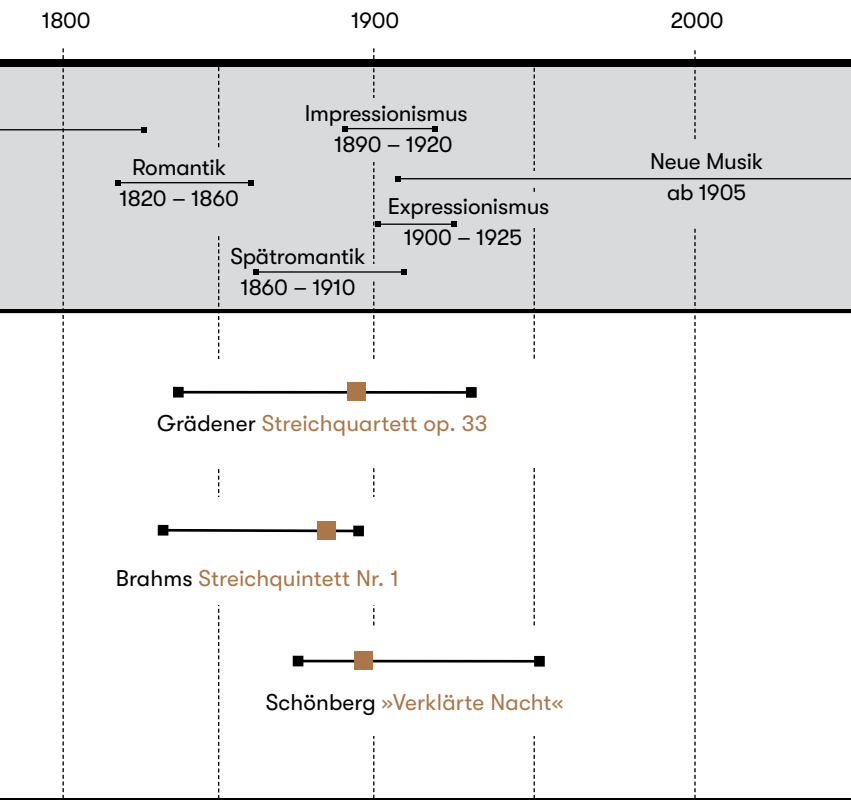 1800
1900
2000
Impressionismus
1890 – 1920
Romantik
1820 – 1860
Neue Musik
ab 1905
Expressionismus
1900 – 1925
Spätromantik
1860 – 1910
Grädener Streichquartett op. 33
Brahms Streichquintett Nr. 1
Schönberg »Verklärte Nacht«